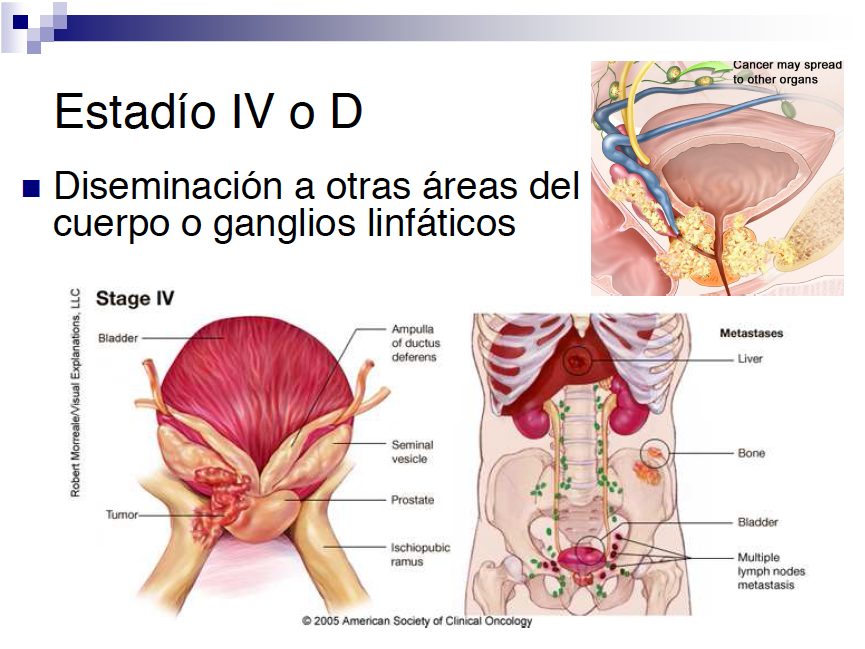 Cancer may spread
to other organs
Estadío IV o D
Diseminación a otras áreas del
cuerpo o ganglios linfáticos
Stage IV
Bladder
Ampulla
of ductus
deferens
Seminal
vesicle
Prostate
Tumor
Ischiopubic
ramus
Robert Morreale/Visual Explanations, LLC
Metastases
Liver
Bone
Bladder
Multiple
lymph nodes
metastasis
© 2005 American Society of Clinical Oncology